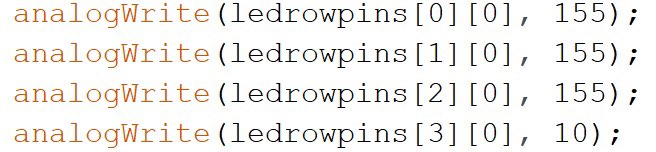 analogWrite(ledrowpins[0][0], 155);
analogWrite(ledrowpins[1][0], 155);
analogWrite(ledrowpins[2][0], 155);
analogWrite(ledrowpins[3][0], 10);